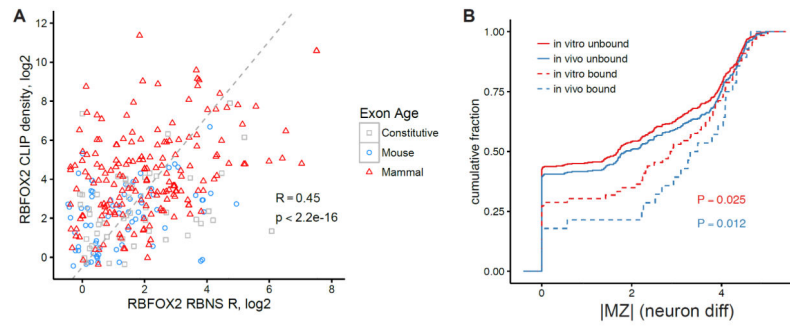 A
RBFOX2 CLIP density, log2
12
10
8
6
4
2
0
0 2 4 6 8
RBFOX2 RBNS R, log2
R = 0.45
p < 2.2e-16
Exon Age
Constitutive
Mouse
Mammal
B
cumulative fraction
1.00
0.75
0.50
0.25
0.00
in vitro unbound
in vivo unbound
in vitro bound
in vivo bound
P = 0.025
P = 0.012
0 2 4
|MZ| (neuron diff)